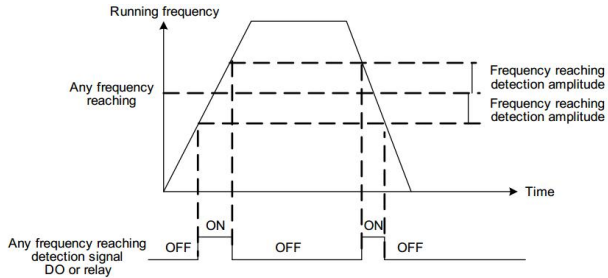 Running frequency
Frequency reaching
detection amplitude
Any frequency
reaching
Frequency reaching
detection amplitude
Time
ON
ON
Any frequency reaching
detection signal
DO or relay
OFF
OFF
OFF